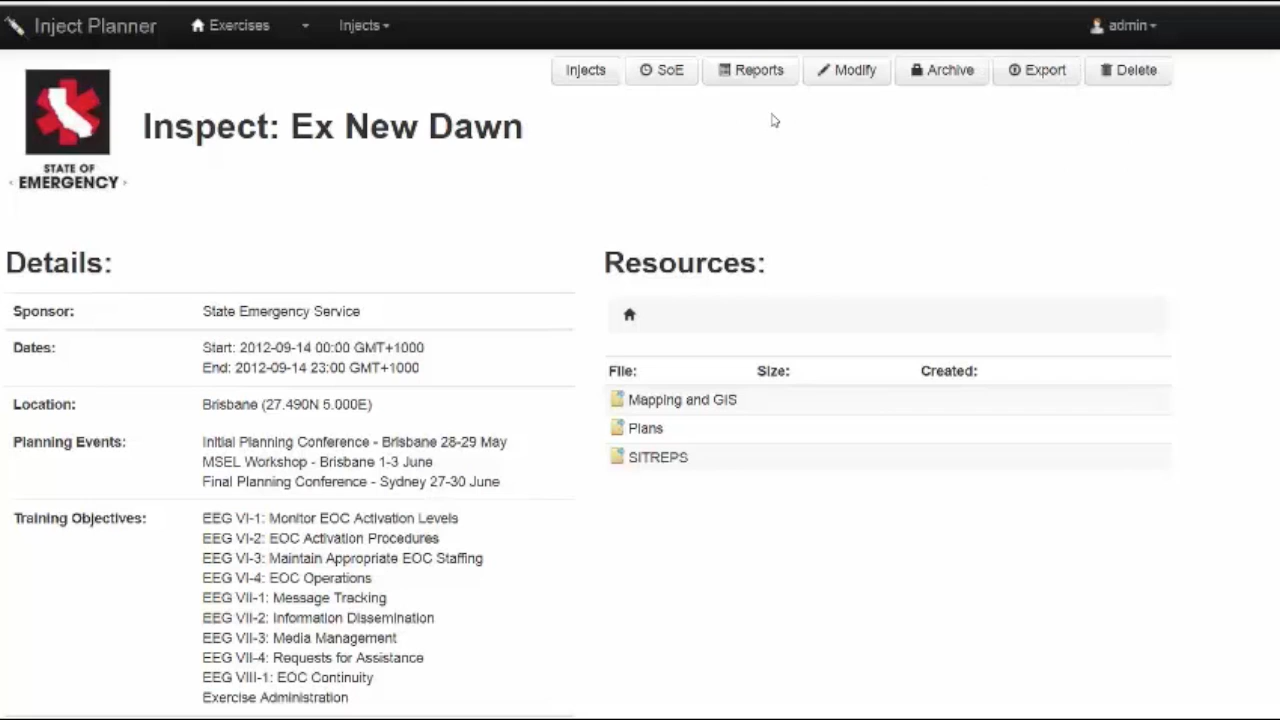 Inject Planner Exercises Injects admin
Injects SoE Reports Modify Archive Export Delete
STATE OF
EMERGENCY
Inspect: Ex New Dawn
Details:
Sponsor: State Emergency Service
Dates: Start: 2012-09-14 00:00 GMT+1000
End: 2012-09-14 23:00 GMT+1000
Location: Brisbane (27.490N 5.000E)
Planning Events: Initial Planning Conference - Brisbane 28-29 May
MSEL Workshop - Brisbane 1-3 June
Final Planning Conference - Sydney 27-30 June
Training Objectives: EEG VI-1: Monitor EOC Activation Levels
EEG VI-2: EOC Activation Procedures
EEG VI-3: Maintain Appropriate EOC Staffing
EEG VI-4: EOC Operations
EEG VII-1: Message Tracking
EEG VII-2: Information Dissemination
EEG VII-3: Media Management
EEG VII-4: Requests for Assistance
EEG VIII-1: EOC Continuity
Exercise Administration
Resources:
File: Size: Created:
Mapping and GIS
Plans
SITREPS